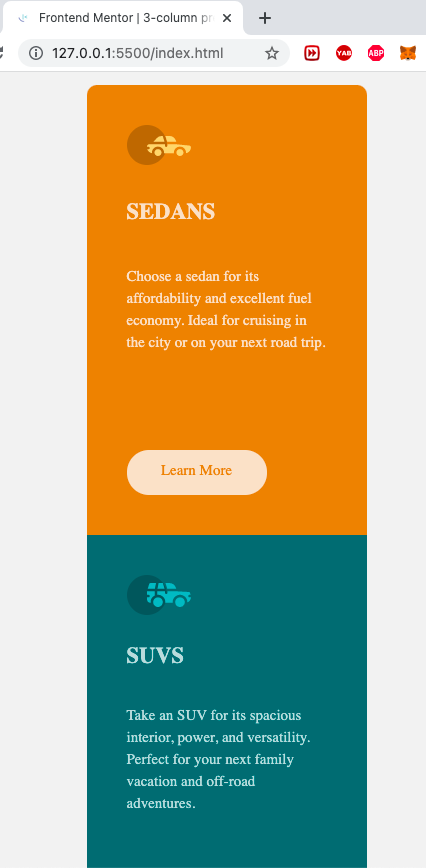 Frontend Mentor | 3-column pr
127.0.0.1:5500/index.html
YAB
ABP
SEDANS
Choose a sedan for its
affordability and excellent fuel
economy. Ideal for cruising in
the city or on your next road trip.
Learn More
SUVS
Take an SUV for its spacious
interior, power, and versatility.
Perfect for your next family
vacation and off-road
adventures.